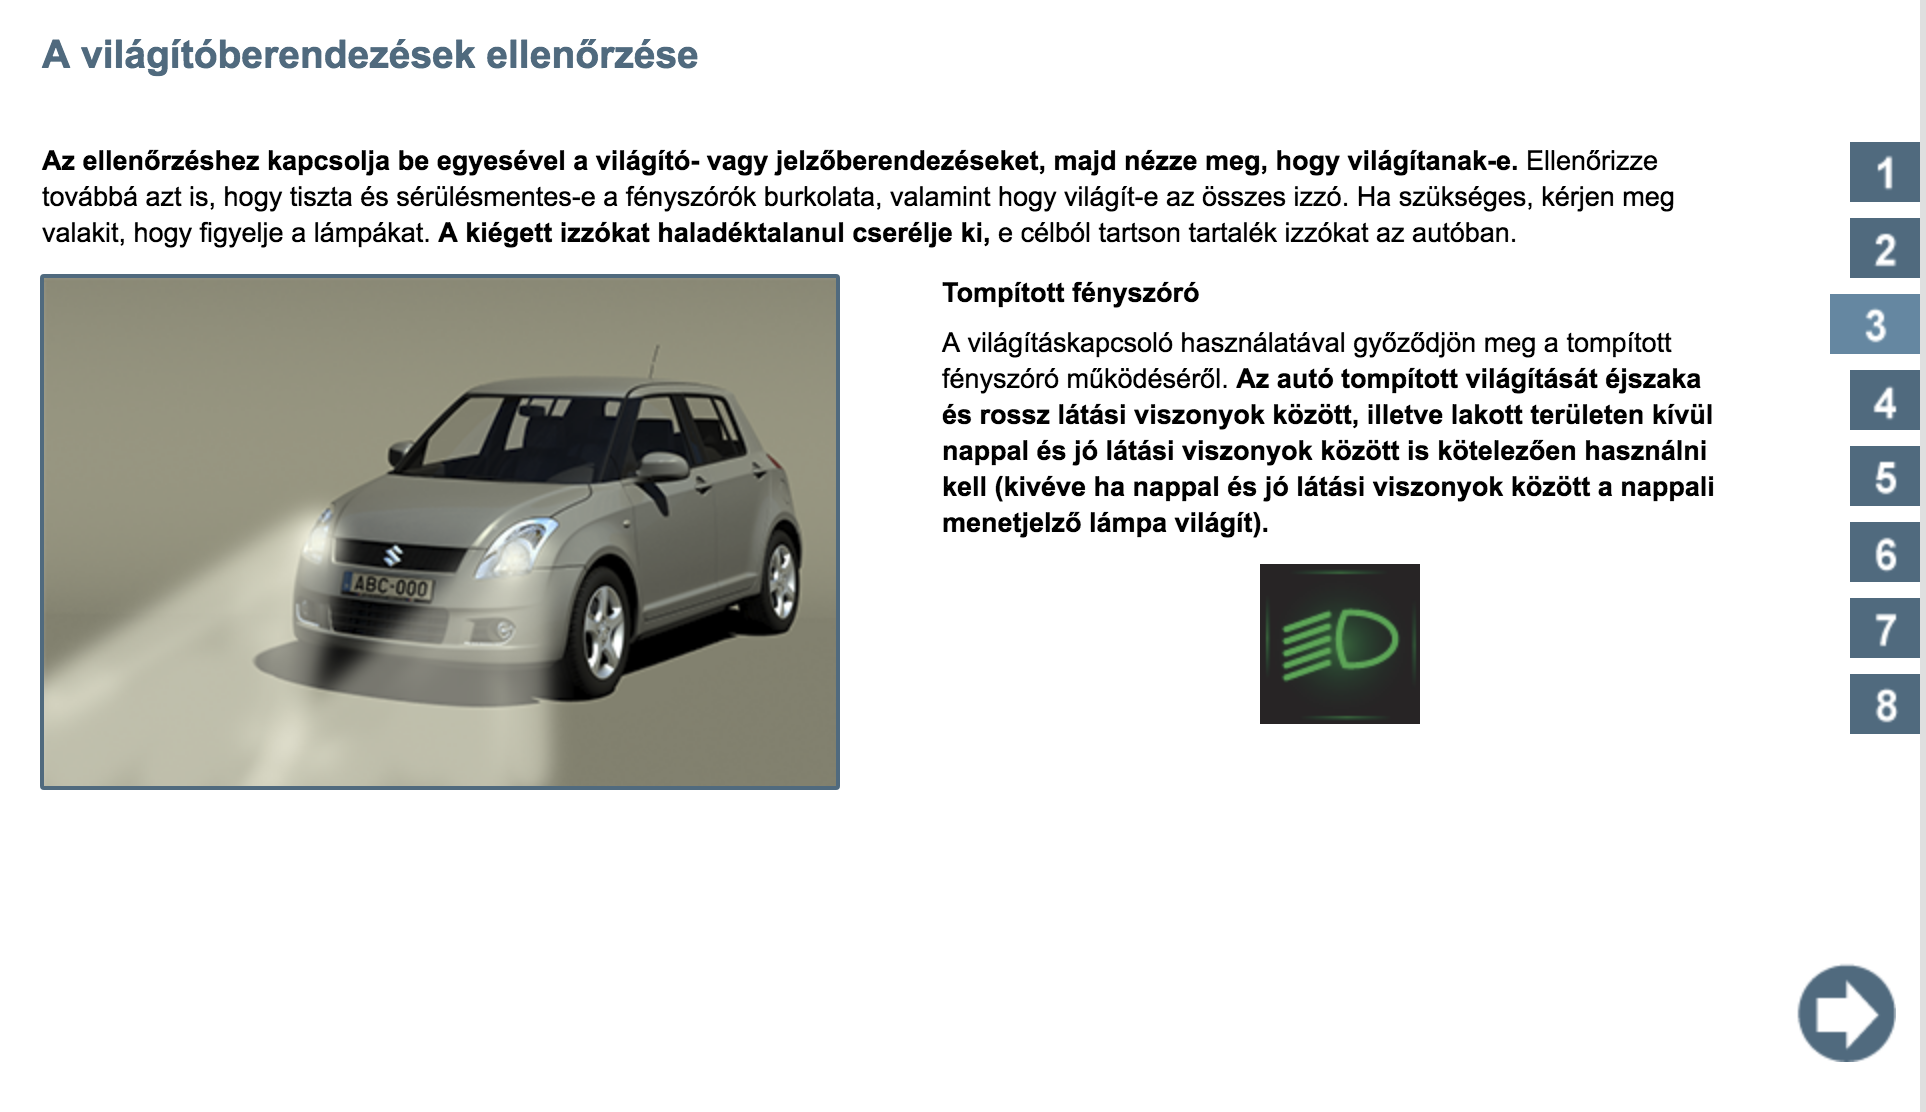 A világítóberendezések ellenőrzése
Az ellenőrzéshez kapcsolja be egyesével a világító- vagy jelzőberendezéseket, majd nézze meg, hogy világítanak-e. Ellenőrizze
továbbá azt is, hogy tiszta és sérülésmentes-e a fényszórók burkolata, valamint hogy világít-e az összes izzó. Ha szükséges, kérjen meg
valakit, hogy figyelje a lámpákat. A kiégett izzókat haladéktalanul cserélje ki, e célból tartson tartalék izzókat az autóban.
ABC-000
Tompított fényszóró
A világításkapcsoló használatával győződjön meg a tompított
fényszóró működéséről. Az autó tompított világítását éjszaka
és rossz látási viszonyok között, illetve lakott területen kívül
nappal és jó látási viszonyok között is kötelezően használni
kell (kivéve ha nappal és jó látási viszonyok között a nappali
menetjelző lámpa világít).
1
2
3
4
5
6
7
8